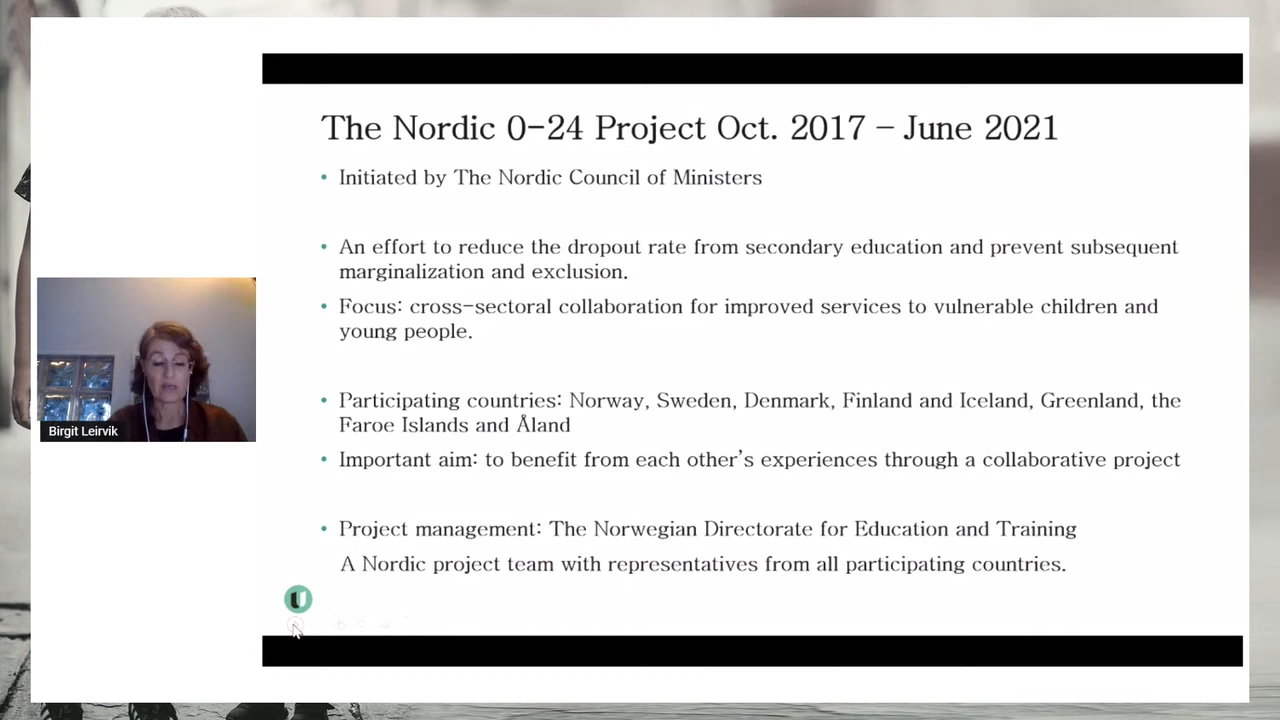 The Nordic 0-24 Project Oct. 2017 – June 2021
• Initiated by The Nordic Council of Ministers
• An effort to reduce the dropout rate from secondary education and prevent subsequent
marginalization and exclusion.
• Focus: cross-sectoral collaboration for improved services to vulnerable children and
young people.
• Participating countries: Norway, Sweden, Denmark, Finland and Iceland, Greenland, the
Faroe Islands and Åland
• Important aim: to benefit from each other’s experiences through a collaborative project
• Project management: The Norwegian Directorate for Education and Training
A Nordic project team with representatives from all participating countries.
Birgit Leirvik